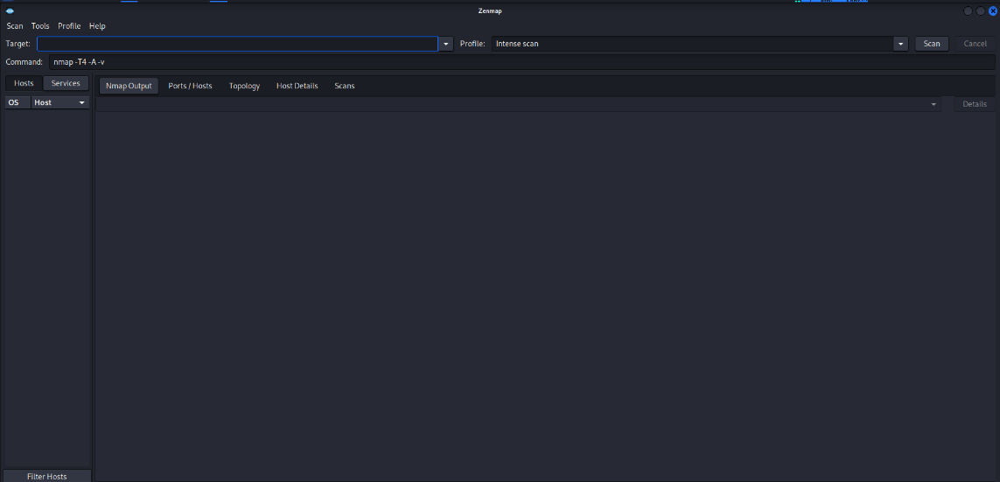 Zenmap
Scan Tools Profile Help
Target: Profile: Intense scan Scan Cancel
Command: nmap -T4 -A -v
Hosts Services Nmap Output Ports / Hosts Topology Host Details Scans
OS Host Details
Filter Hosts